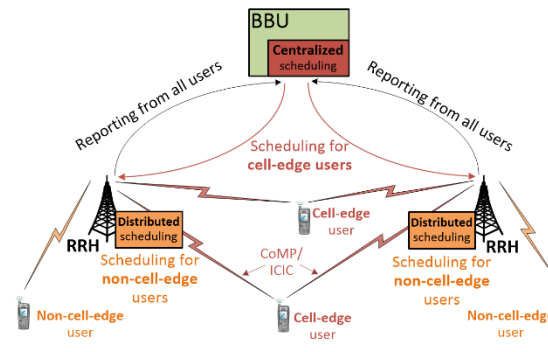 BBU
Centralized
scheduling
Reporting from all users
Reporting from all users
Scheduling for
cell-edge users
Distributed
scheduling
RRH
Cell-edge
user
Distributed
scheduling
RRH
Scheduling for
non-cell-edge
users
CoMP/
ICIC
Scheduling for
non-cell-edge
users
Non-cell-edge
user
Cell-edge
user
Non-cell-edge
user